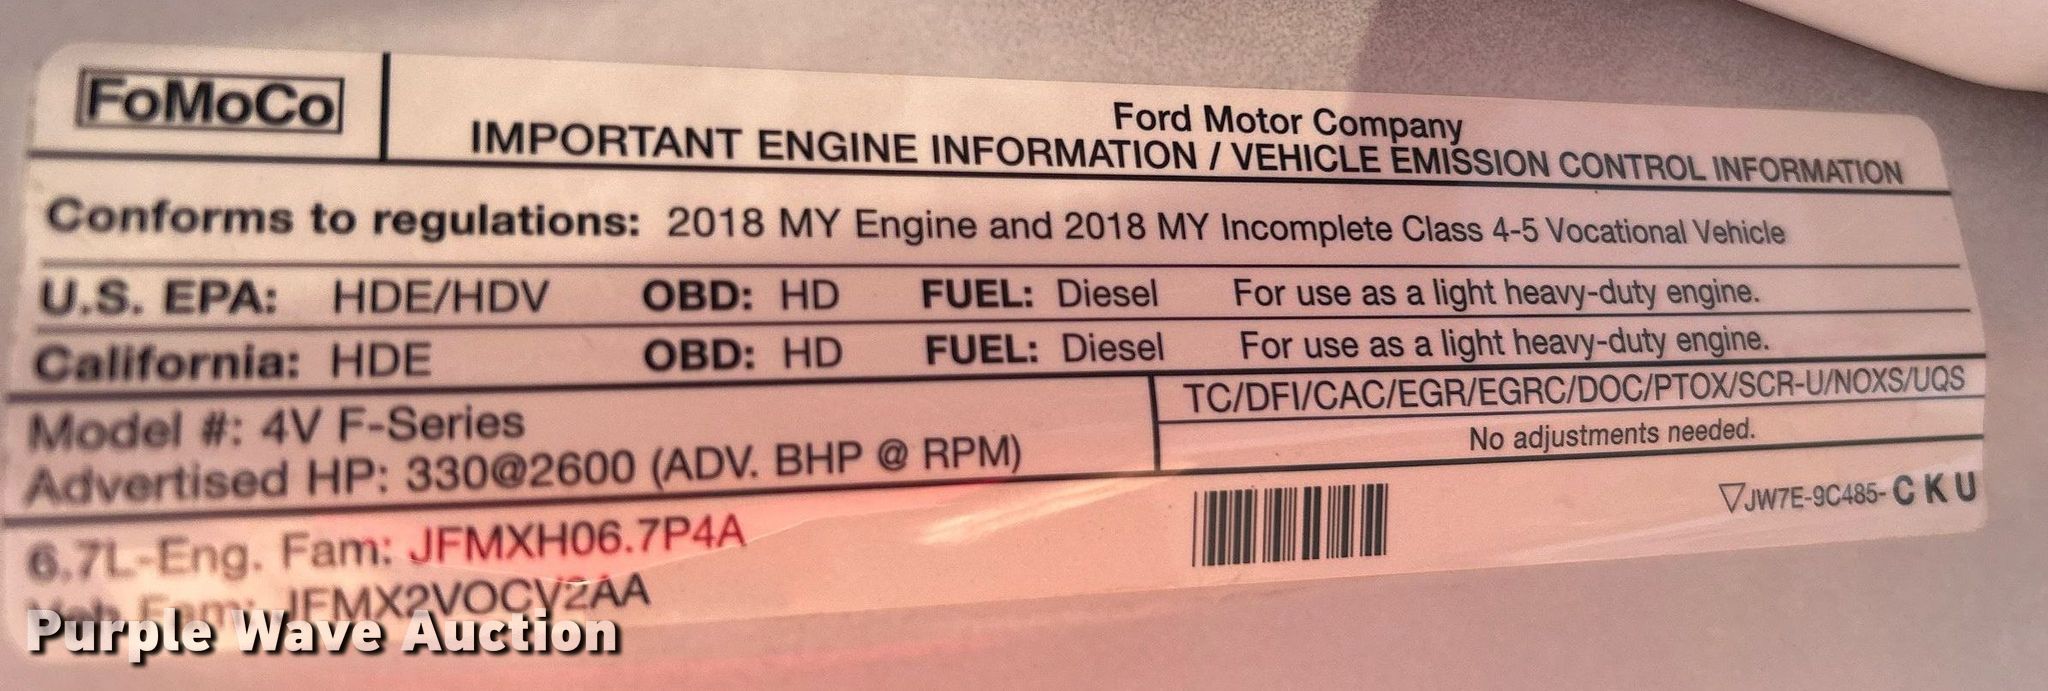 FoMoCo
Ford Motor Company
IMPORTANT ENGINE INFORMATION / VEHICLE EMISSION CONTROL INFORMATION
Conforms to regulations: 2018 MY Engine and 2018 MY Incomplete Class 4-5 Vocational Vehicle
U.S. EPA: HDE/HDV OBD: HD FUEL: Diesel For use as a light heavy-duty engine.
California: HDE OBD: HD FUEL: Diesel For use as a light heavy-duty engine.
Model #: 4V F-Series
Advertised HP: 330@2600 (ADV. BHP @ RPM)
TC/DFI/CAC/EGR/EGRC/DOC/PTOX/SCR-U/NOXS/UQS
No adjustments needed.
▽JW7E-9C485- C K U
6.7L-Eng. Fam: JFMXH06.7P4A
Veh Fam: JFMX2VOCV2AA
Purple Wave Auction